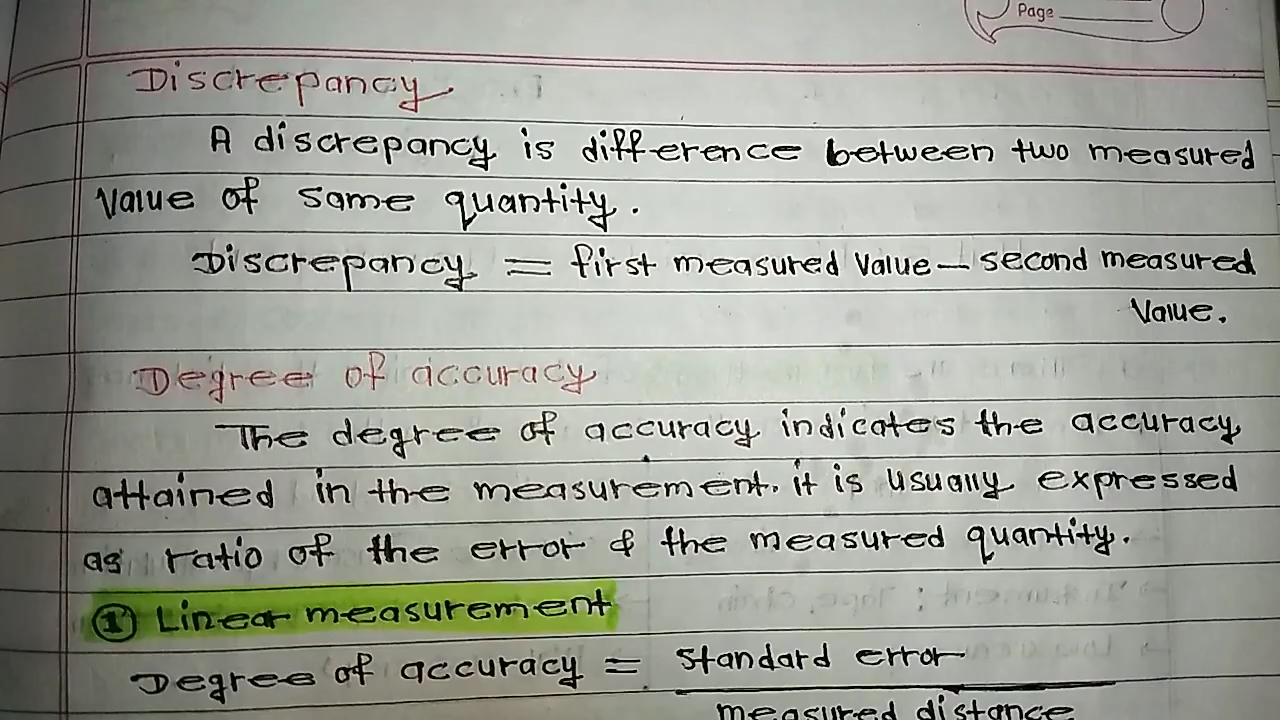 Page
Discrepancy
A discrepancy is difference between two measured
Value of same quantity.
Discrepancy = first measured Value – second measured
Value.
Degree of accuracy
The degree of accuracy indicates the accuracy
attained in the measurement. it is usually expressed
as ratio of the error & the measured quantity.
① Linear measurement
Degree of accuracy = Standard error
measured distance